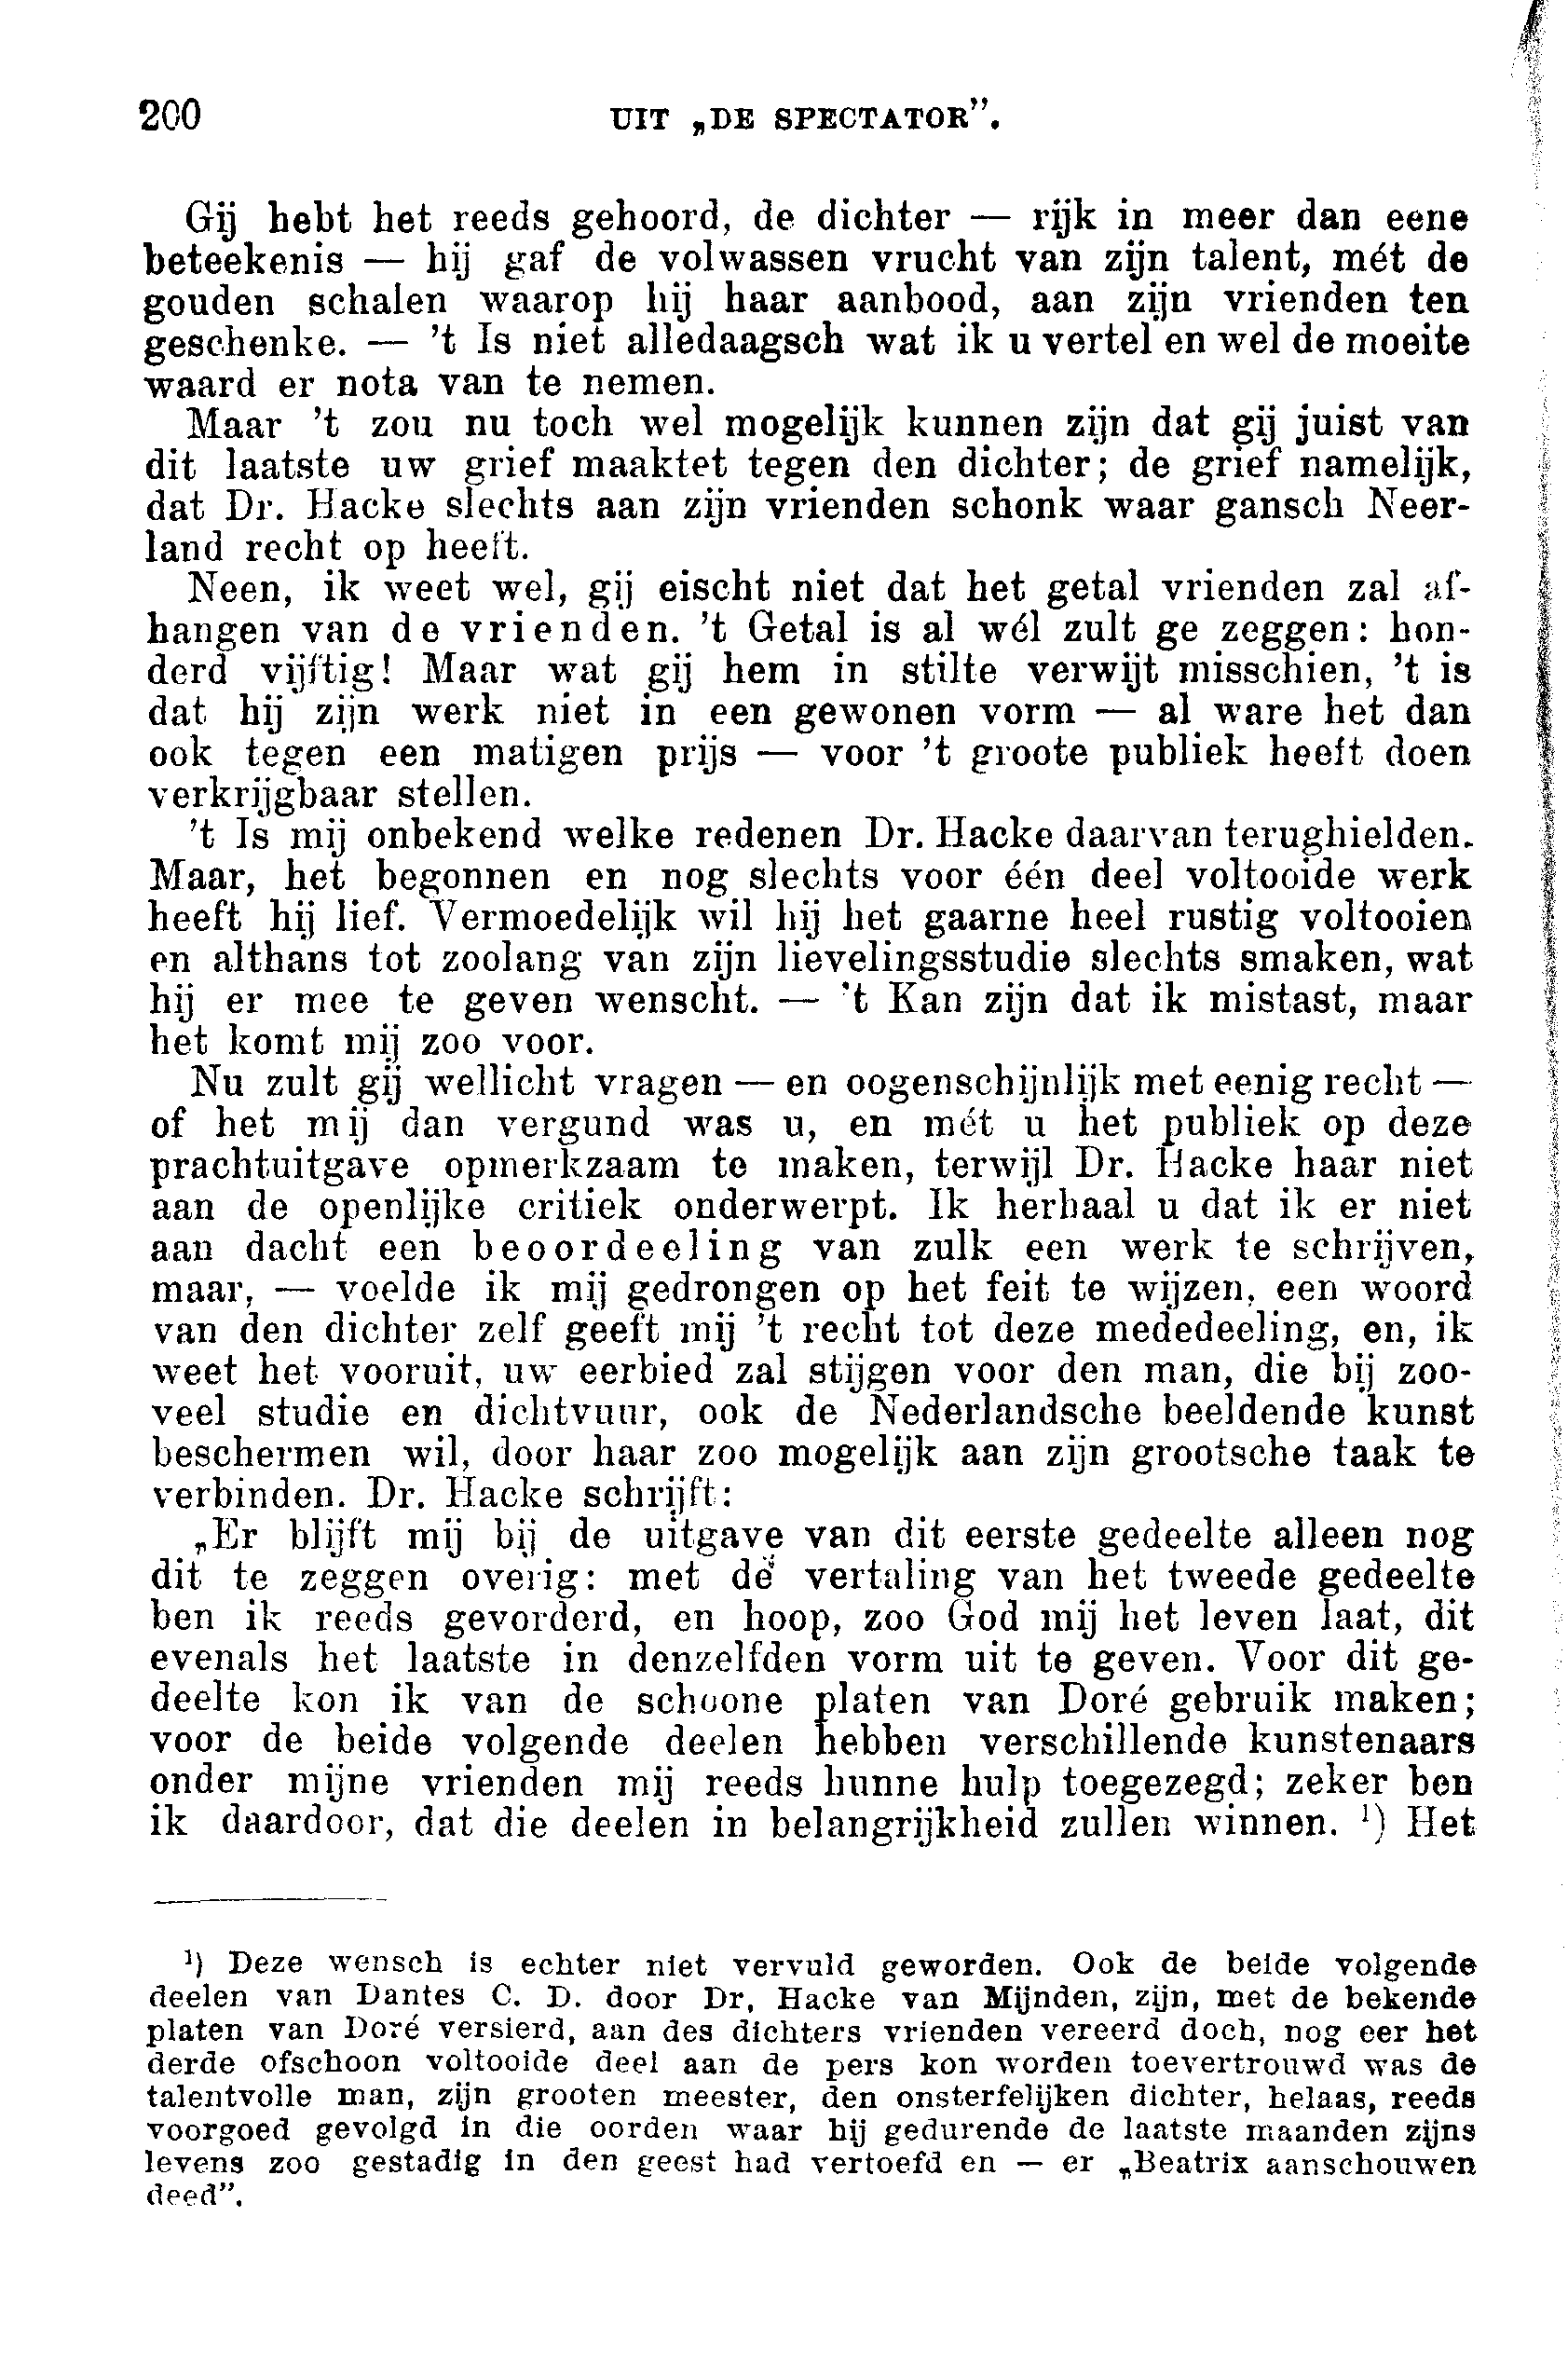 200 UIT „DE SPECTATOR”.
Gij hebt het reeds gehoord, de dichter — rijk in meer dan eene
beteekenis — hij gaf de volwassen vrucht van zijn talent, mét de
gouden schalen waarop hij haar aanbood, aan zijn vrienden ten
geschenke. — ’t Is niet alledaagsch wat ik u vertel en wel de moeite
waard er nota van te nemen.
Maar ’t zou nu toch wel mogelijk kunnen zijn dat gij juist van
dit laatste uw grief maaktet tegen den dichter; de grief namelijk,
dat Dr. Hacke slechts aan zijn vrienden schonk waar gansch Neer-
land recht op heeft.
Neen, ik weet wel, gij eischt niet dat het getal vrienden zal af-
hangen van de vrienden. ’t Getal is al wél zult ge zeggen: hon-
derd vijftig! Maar wat gij hem in stilte verwijt misschien, ’t is
dat hij zijn werk niet in een gewonen vorm — al ware het dan
ook tegen een matigen prijs — voor ’t groote publiek heeft doen
verkrijgbaar stellen.
’t Is mij onbekend welke redenen Dr. Hacke daarvan terughielden.
Maar, het begonnen en nog slechts voor één deel voltooide werk
heeft hij lief. Vermoedelijk wil hij het gaarne heel rustig voltooien
en althans tot zoolang van zijn lievelingsstudie slechts smaken, wat
hij er mee te geven wenscht. — ’t Kan zijn dat ik mistast, maar
het komt mij zoo voor.
Nu zult gij wellicht vragen — en oogenschijnlijk met eenig recht —
of het mij dan vergund was u, en mét u het publiek op deze
prachtuitgave opmerkzaam te maken, terwijl Dr. Hacke haar niet
aan de openlijke critiek onderwerpt. Ik herhaal u dat ik er niet
aan dacht een beoordeeling van zulk een werk te schrijven,
maar, — voelde ik mij gedrongen op het feit te wijzen, een woord
van den dichter zelf geeft mij ’t recht tot deze mededeeling, en, ik
weet het vooruit, uw eerbied zal stijgen voor den man, die bij zoo-
veel studie en dichtvuur, ook de Nederlandsche beeldende kunst
beschermen wil, door haar zoo mogelijk aan zijn grootsche taak te
verbinden. Dr. Hacke schrijft:
„Er blijft mij bij de uitgave van dit eerste gedeelte alleen nog
dit te zeggen overig: met de vertaling van het tweede gedeelte
ben ik reeds gevorderd, en hoop, zoo God mij het leven laat, dit
evenals het laatste in denzelfden vorm uit te geven. Voor dit ge-
deelte kon ik van de schoone platen van Doré gebruik maken;
voor de beide volgende deelen hebben verschillende kunstenaars
onder mijne vrienden mij reeds hunne hulp toegezegd; zeker ben
ik daardoor, dat die deelen in belangrijkheid zullen winnen. ¹) Het
¹) Deze wensch is echter niet vervuld geworden. Ook de beide volgende
deelen van Dantes C. D. door Dr, Hacke van Mijnden, zijn, met de bekende
platen van Doré versierd, aan des dichters vrienden vereerd doch, nog eer het
derde ofschoon voltooide deel aan de pers kon worden toevertrouwd was de
talentvolle man, zijn grooten meester, den onsterfelijken dichter, helaas, reeds
voorgoed gevolgd in die oorden waar hij gedurende de laatste maanden zijns
levens zoo gestadig in den geest had vertoefd en — er „Beatrix aanschouwen
deed”.